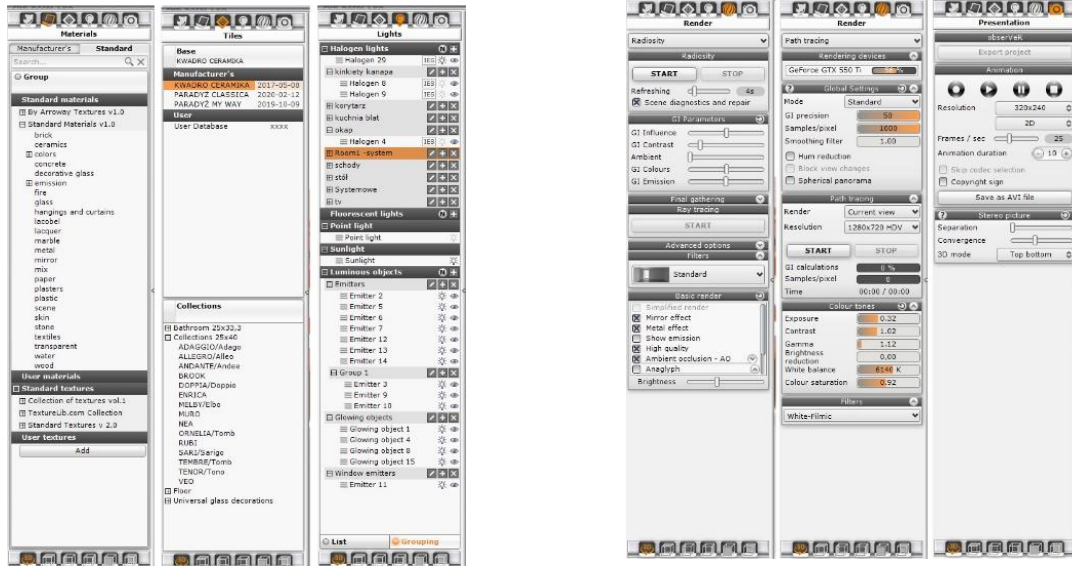 Materials
Manufacturer's Standard
Search...
Group
Standard materials
By Arroway Textures v1.0
Standard Materials v1.0
brick
ceramics
colors
concrete
decorative glass
emission
fire
glass
hangings and curtains
lacobel
lacquer
marble
metal
mirror
mix
paper
plasters
plastic
scene
skin
stone
textiles
transparent
water
wood
User materials
Standard textures
Collection of textures vol.1
TextureLib.com Collection
Standard Textures v 2.0
User textures
Add
Tiles
Base
KWADRO CERAMIKA
Manufacturer's
KWADRO CERAMIKA 2017-05-08
PARADYŻ CLASSICA 2020-02-12
PARADYŻ MY WAY 2019-10-09
User
User Database xxxx
Collections
Bathroom 25x33,3
Collections 25x40
ADAGGIO/Adago
ALLEGRO/Alleo
ANDANTE/Andee
BROOK
DOPPIA/Doppio
ENRICA
MELBY/Elbo
MURO
NEA
ORNELIA/Tomb
RUBI
SARI/Sarigo
TEMBRE/Tomb
TENOR/Tono
VEO
Floor
Universal glass decorations
Lights
Halogen lights
Halogen 29 IES
kinkiety kanapa
Halogen 8 IES
Halogen 9 IES
korytarz
kuchnia blat
okap
Halogen 4 IES
Room1 -system
schody
stół
Systemowe
tv
Fluorescent lights
Point light
Point light
Sunlight
Sunlight
Luminous objects
Emitters
Emitter 2
Emitter 5
Emitter 6
Emitter 7
Emitter 12
Emitter 13
Emitter 14
Group 1
Emitter 3
Emitter 9
Emitter 10
Glowing objects
Glowing object 1
Glowing object 4
Glowing object 8
Glowing object 15
Window emitters
Emitter 11
List Grouping
Render
Radiosity
Radiosity
START STOP
Refreshing 4s
Scene diagnostics and repair
GI Parameters
GI Influence
GI Contrast
Ambient
GI Colours
GI Emission
Final gathering
Ray tracing
START
Advanced options
Filters
Standard
Basic render
Simplified render
Mirror effect
Metal effect
Show emission
High quality
Ambient occlusion - AO
Anaglyph
Brightness
Render
Path tracing
Rendering devices
GeForce GTX 550 Ti
Global Settings
Mode Standard
GI precision 50
Samples/pixel 1000
Smoothing filter 1.00
Hum reduction
Block view changes
Spherical panorama
Path tracing
Render Current view
Resolution 1280x720 HDV
START STOP
GI calculations 0 %
Samples/pixel 0
Time 00:00 / 00:00
Colour tones
Exposure 0.32
Contrast 1.02
Gamma 1.12
Brightness reduction 0.00
White balance 6140 K
Colour saturation 0.92
Filters
White-Filmic
Presentation
obserVeR
Export project
Animation
Resolution 320x240
2D
Frames / sec 25
Animation duration 10
Skip codec selection
Copyright sign
Save as AVI file
Stereo picture
Separation
Convergence
3D mode Top bottom